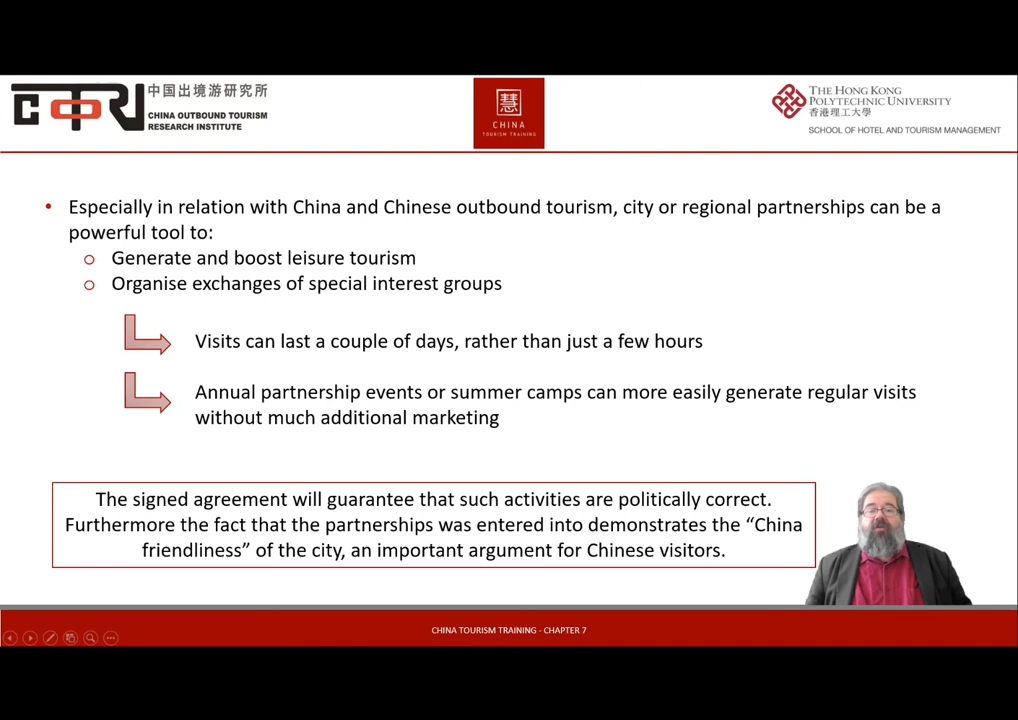 中国出境游研究所
CHINA OUTBOUND TOURISM
RESEARCH INSTITUTE
慧
CHINA
TOURISM TRAINING
THE HONG KONG
POLYTECHNIC UNIVERSITY
香港理工大學
SCHOOL OF HOTEL AND TOURISM MANAGEMENT
• Especially in relation with China and Chinese outbound tourism, city or regional partnerships can be a
powerful tool to:
o Generate and boost leisure tourism
o Organise exchanges of special interest groups
Visits can last a couple of days, rather than just a few hours
Annual partnership events or summer camps can more easily generate regular visits
without much additional marketing
The signed agreement will guarantee that such activities are politically correct.
Furthermore the fact that the partnerships was entered into demonstrates the “China
friendliness” of the city, an important argument for Chinese visitors.
CHINA TOURISM TRAINING - CHAPTER 7